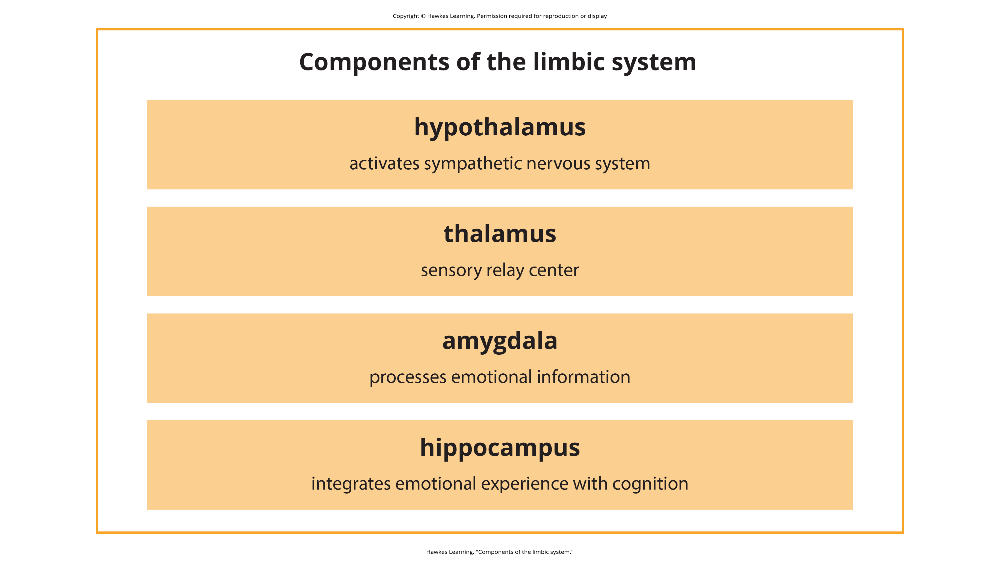 Copyright © Hawkes Learning. Permission required for reproduction or display
Components of the limbic system
hypothalamus
activates sympathetic nervous system
thalamus
sensory relay center
amygdala
processes emotional information
hippocampus
integrates emotional experience with cognition
Hawkes Learning. "Components of the limbic system."